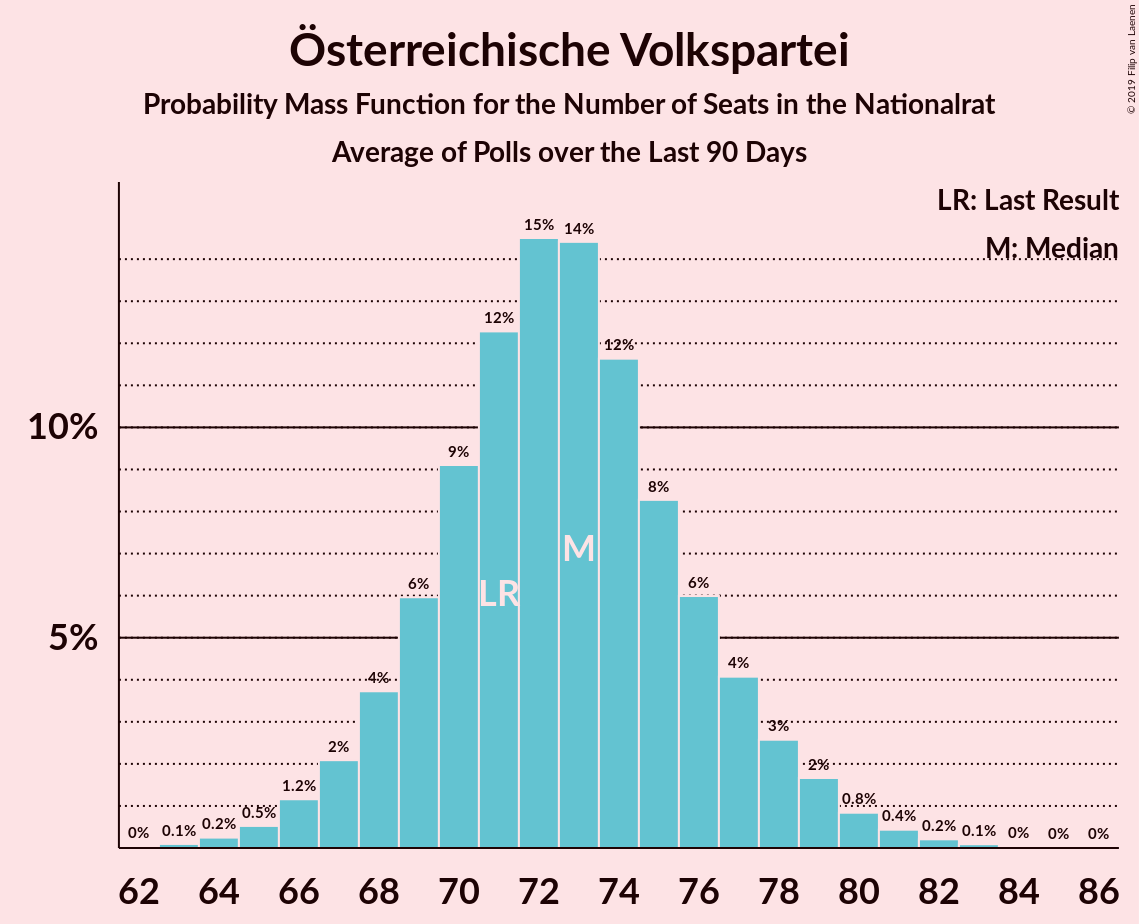 Österreichische Volkspartei
Probability Mass Function for the Number of Seats in the Nationalrat
Average of Polls over the Last 90 Days
© 2019 Filip van Laenen
LR: Last Result
M: Median
15%
14%
12%
12%
10%
9%
8%
M
6%
LR
6%
5%
4%
4%
3%
2%
2%
1.2%
0.8%
0.5%
0.4%
0.2%
0.2%
0% 0.1% 0.1% 0% 0% 0%
62 64 66 68 70 72 74 76 78 80 82 84 86